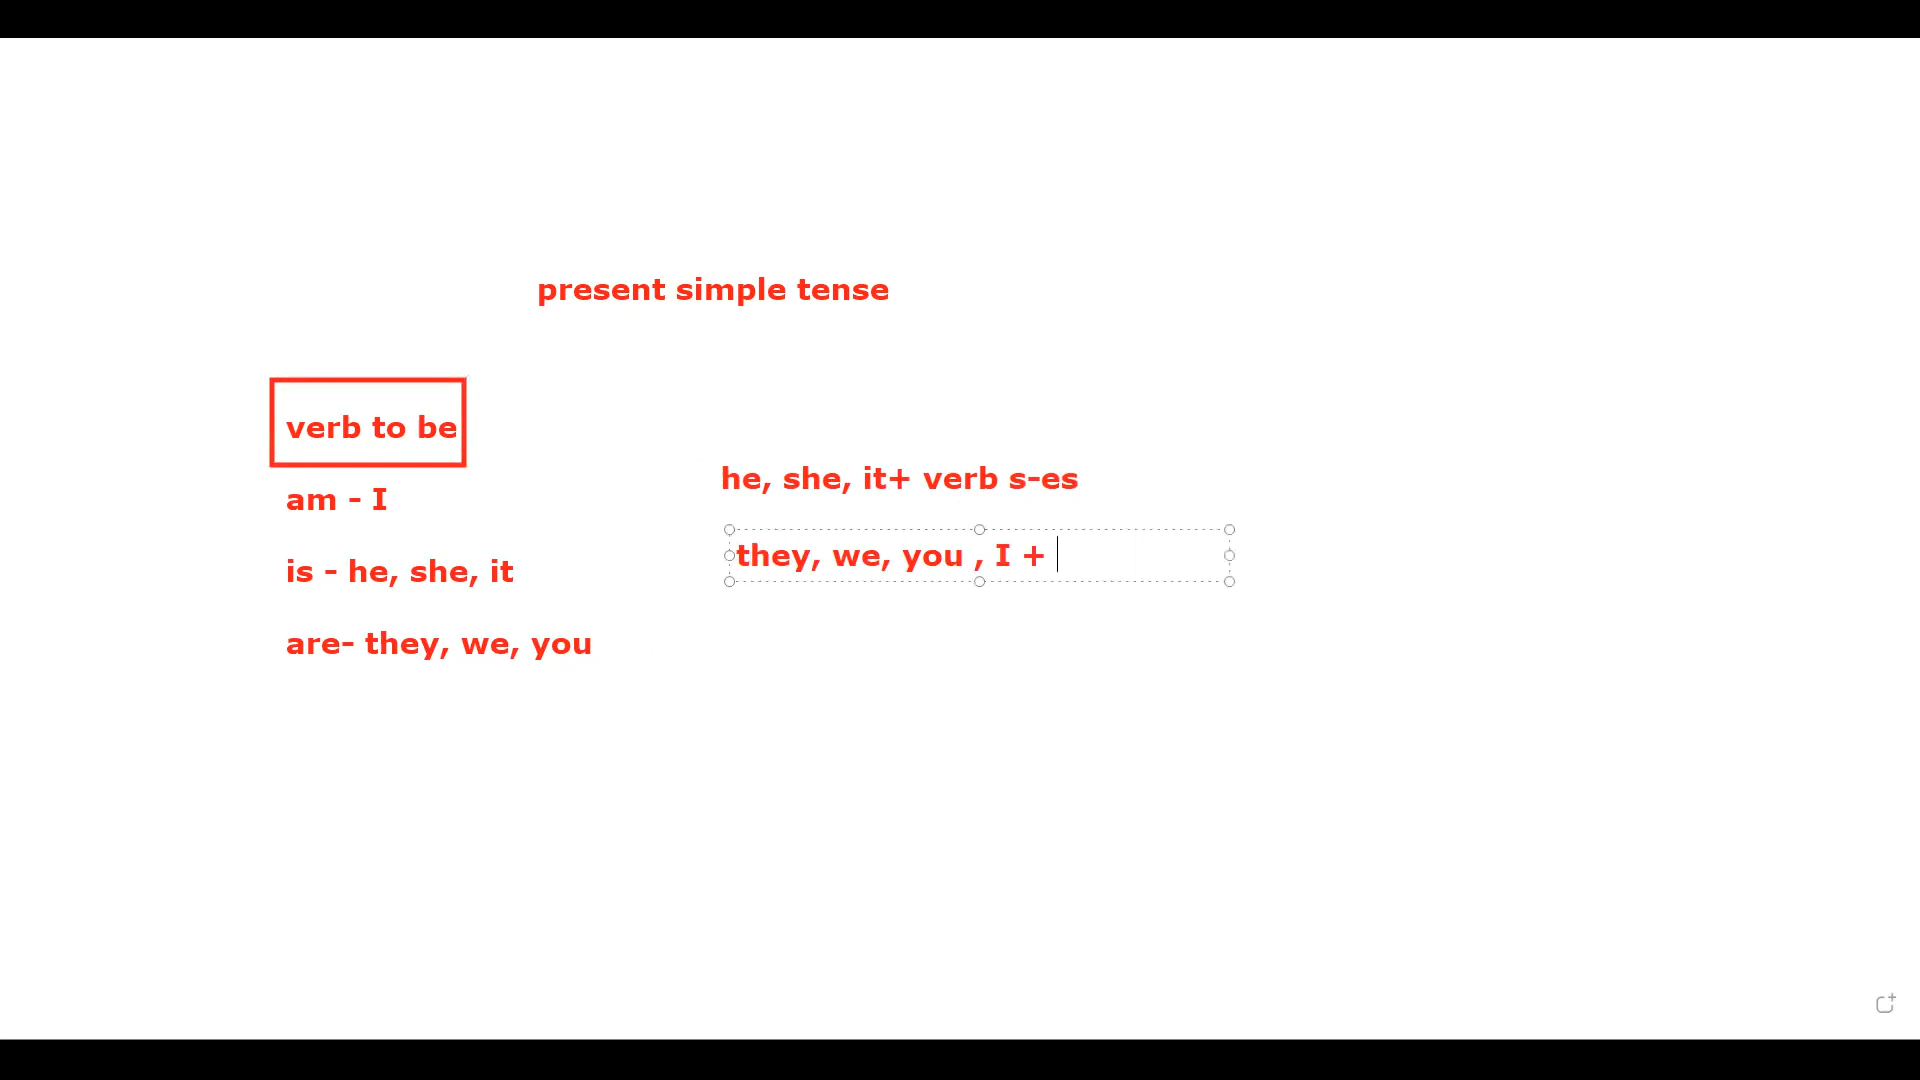 present simple tense
verb to be
am - I
is - he, she, it
are- they, we, you
he, she, it+ verb s-es
they, we, you , I +